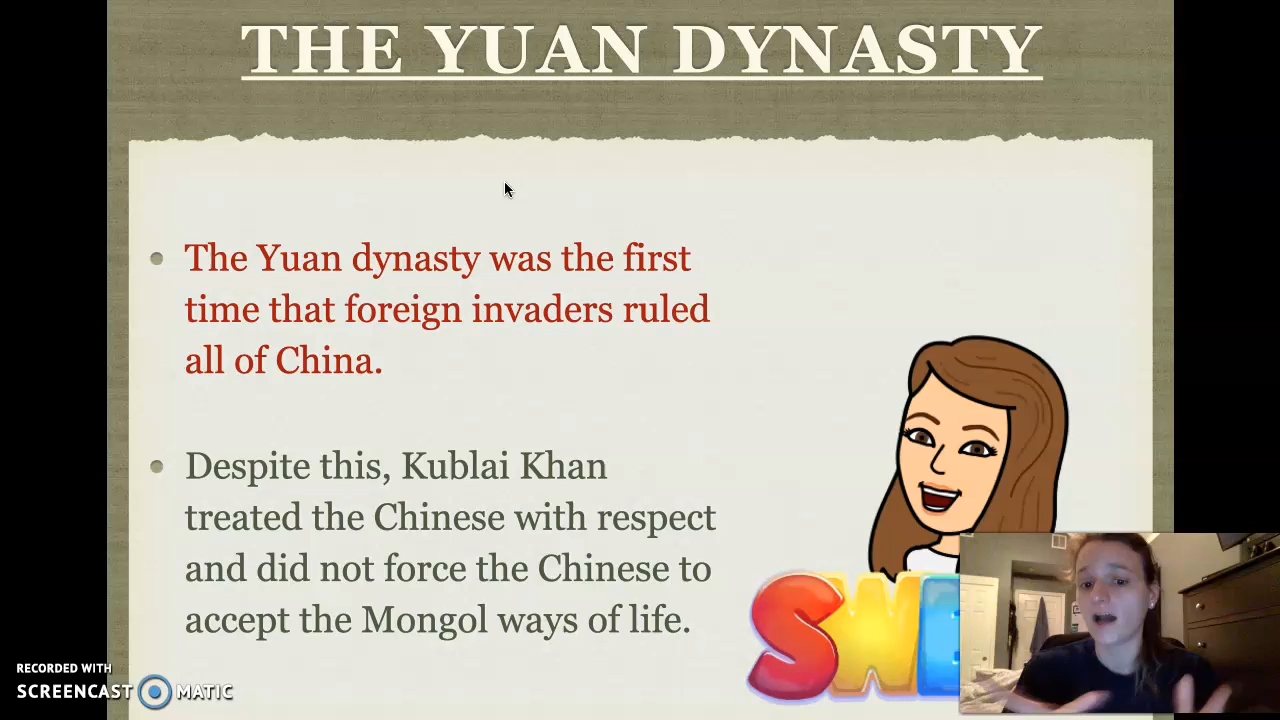 THE YUAN DYNASTY
The Yuan dynasty was the first
time that foreign invaders ruled
all of China.
Despite this, Kublai Khan
treated the Chinese with respect
and did not force the Chinese to
accept the Mongol ways of life.
SWE
RECORDED WITH
SCREENCAST MATIC